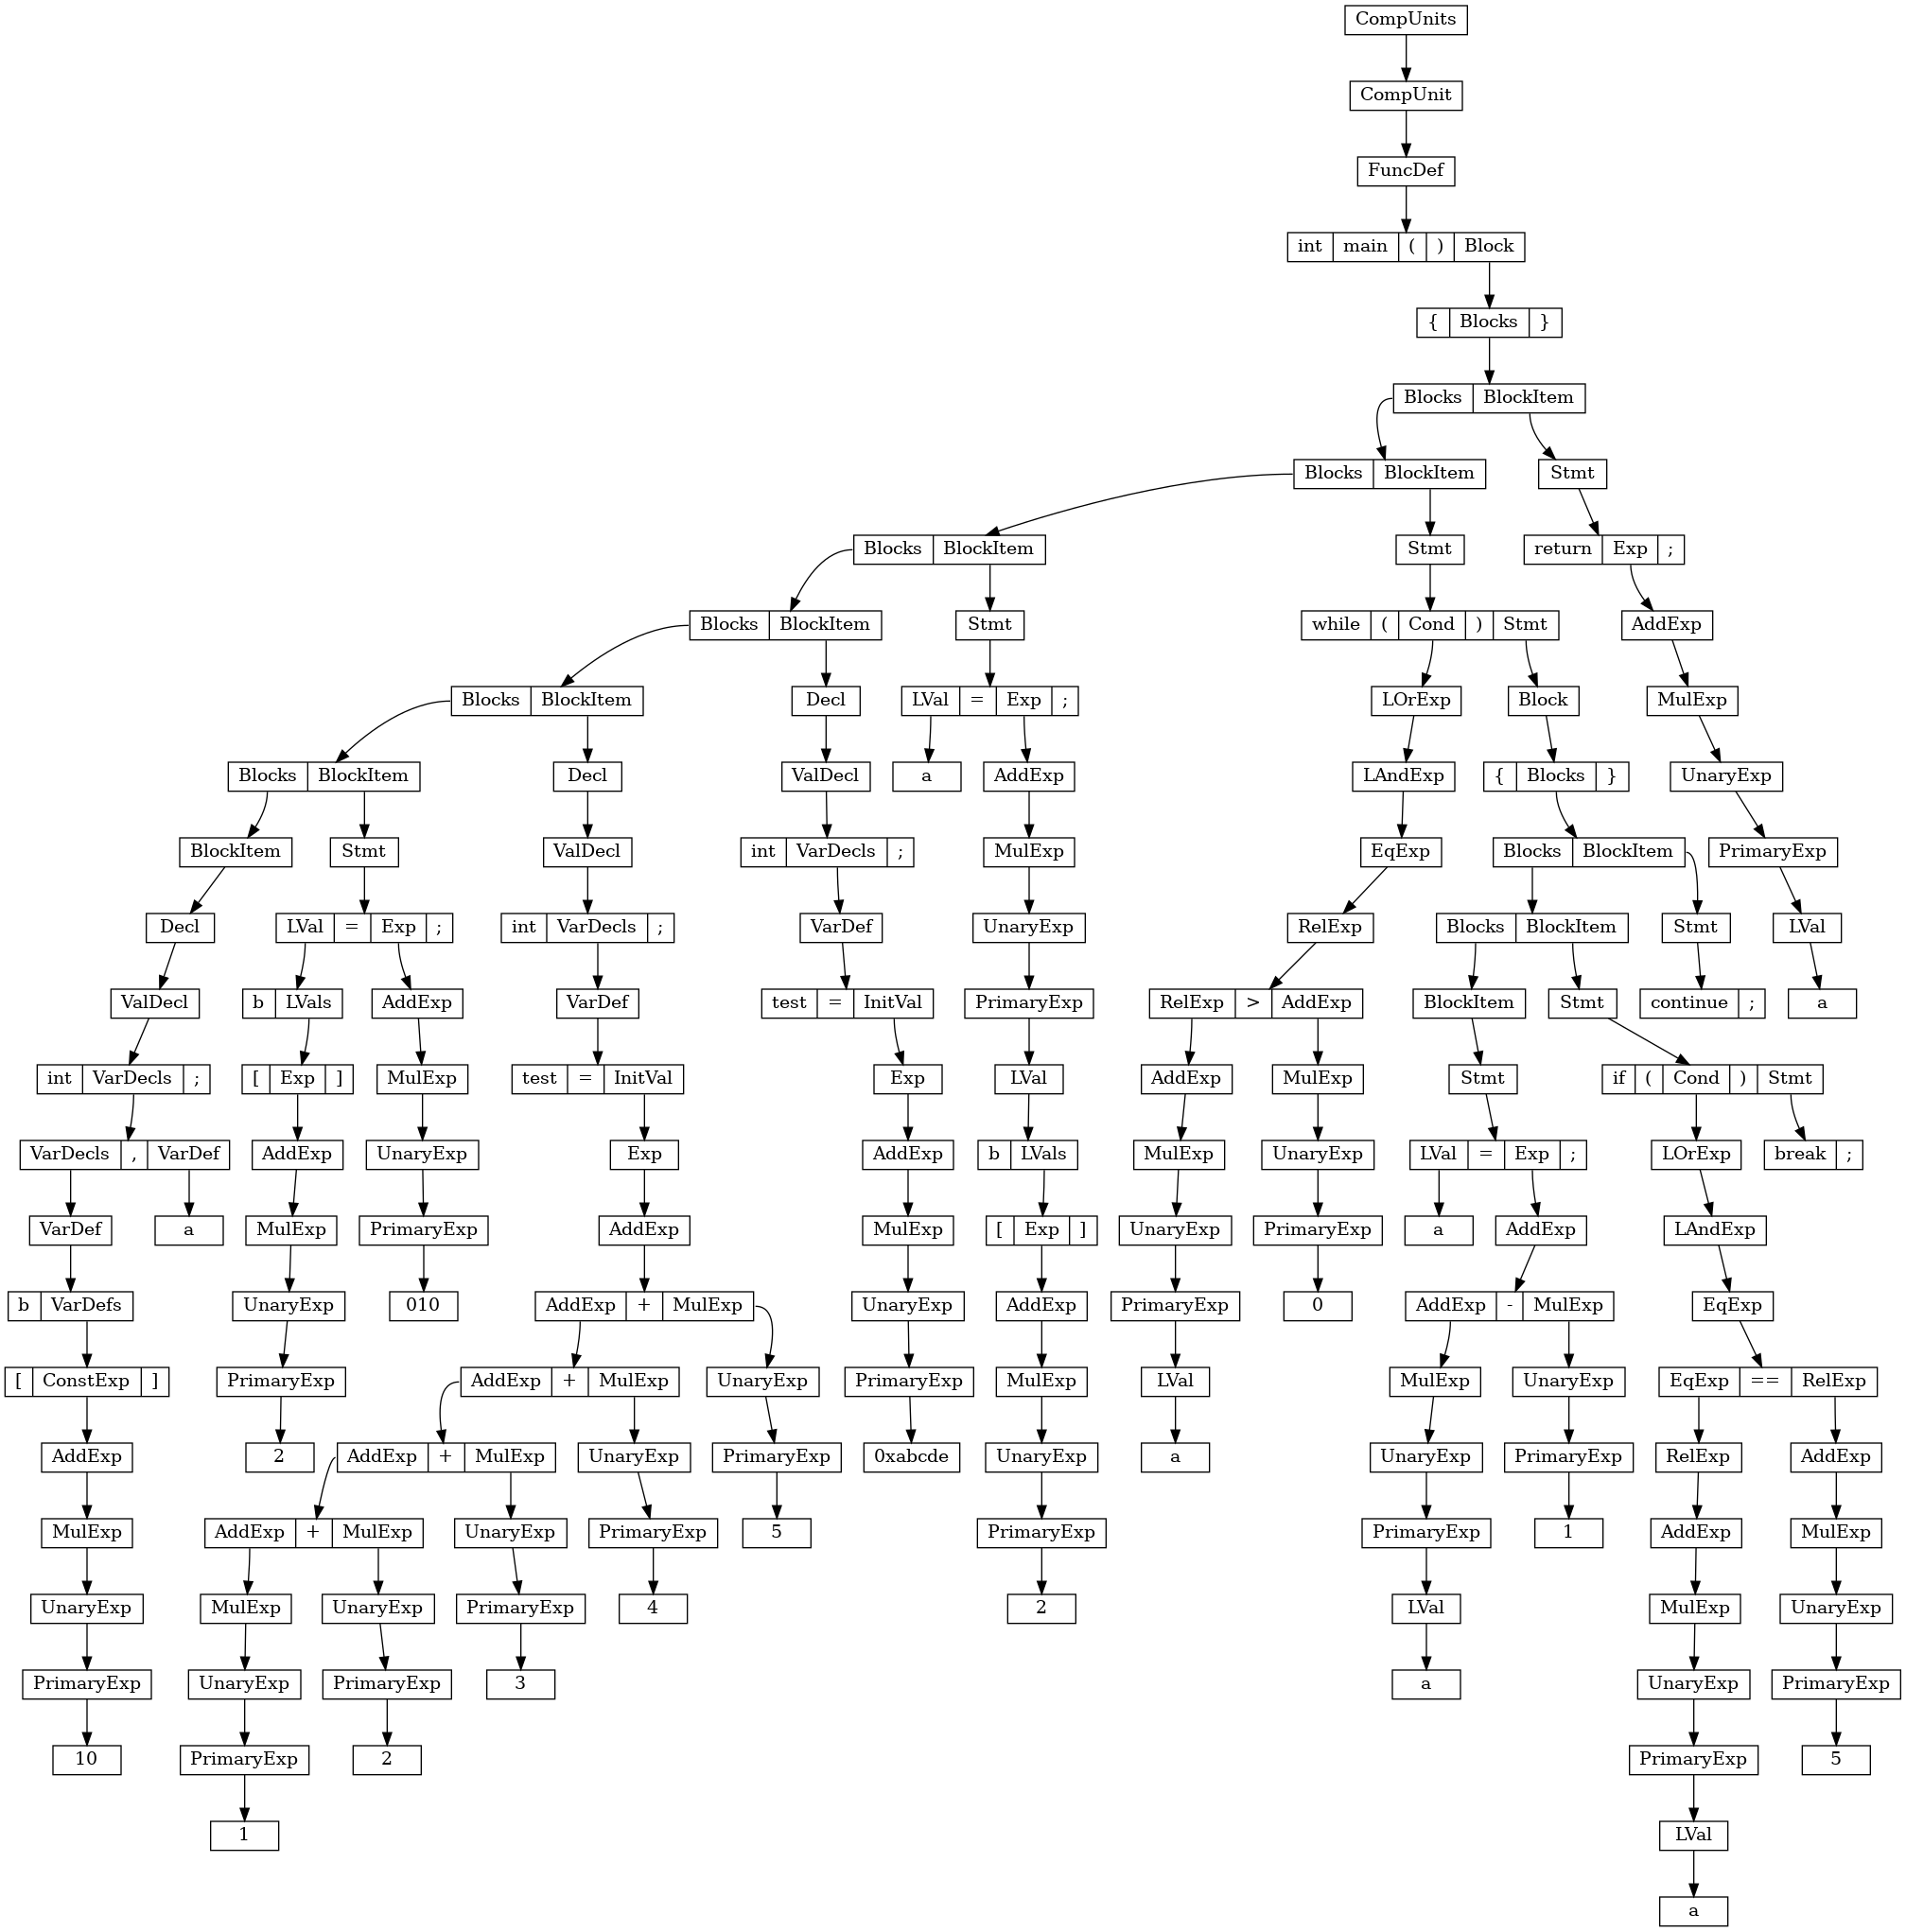 CompUnits
CompUnit
FuncDef
int main ( ) Block
{ Blocks }
Blocks BlockItem
Blocks BlockItem Stmt
Blocks BlockItem Stmt return Exp ;
Blocks BlockItem Stmt while ( Cond ) Stmt AddExp
Blocks BlockItem Decl LVal = Exp ; LOrExp Block MulExp
Blocks BlockItem Decl ValDecl a AddExp LAndExp { Blocks } UnaryExp
BlockItem Stmt ValDecl int VarDecls ; MulExp EqExp Blocks BlockItem PrimaryExp
Decl LVal = Exp ; int VarDecls ; VarDef UnaryExp RelExp Blocks BlockItem Stmt LVal
ValDecl b LVals AddExp VarDef test = InitVal PrimaryExp RelExp > AddExp BlockItem Stmt continue ; a
int VarDecls ; [ Exp ] MulExp test = InitVal Exp LVal AddExp MulExp Stmt if ( Cond ) Stmt
VarDecls , VarDef AddExp UnaryExp Exp AddExp b LVals MulExp UnaryExp LVal = Exp ; LOrExp break ;
VarDef a MulExp PrimaryExp AddExp MulExp [ Exp ] UnaryExp PrimaryExp a AddExp LAndExp
b VarDefs UnaryExp 010 AddExp + MulExp UnaryExp AddExp PrimaryExp 0 AddExp - MulExp EqExp
[ ConstExp ] PrimaryExp AddExp + MulExp UnaryExp PrimaryExp MulExp LVal MulExp UnaryExp EqExp == RelExp
AddExp 2 AddExp + MulExp UnaryExp PrimaryExp 0xabcde UnaryExp a UnaryExp PrimaryExp RelExp AddExp
MulExp AddExp + MulExp UnaryExp PrimaryExp 5 PrimaryExp PrimaryExp 1 AddExp MulExp
UnaryExp MulExp UnaryExp PrimaryExp 4 2 LVal MulExp UnaryExp
PrimaryExp UnaryExp PrimaryExp 3 a UnaryExp PrimaryExp
10 PrimaryExp 2 PrimaryExp 5
1 LVal
a